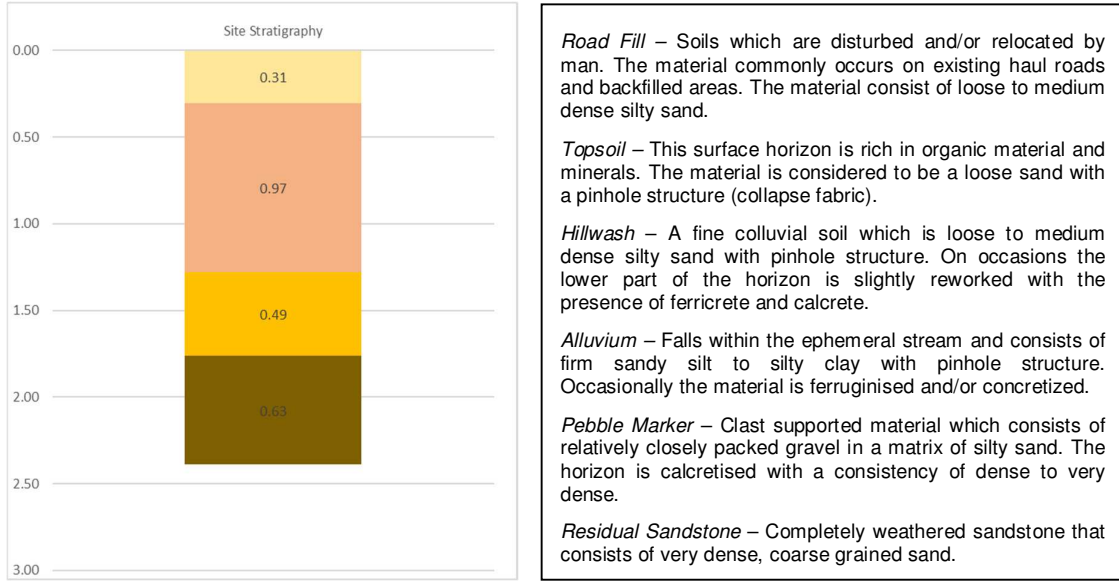 Site Stratigraphy
0.00
0.31
0.50
0.97
1.00
1.50
0.49
2.00
0.63
2.50
3.00
Road Fill – Soils which are disturbed and/or relocated by
man. The material commonly occurs on existing haul roads
and backfilled areas. The material consist of loose to medium
dense silty sand.
Topsoil – This surface horizon is rich in organic material and
minerals. The material is considered to be a loose sand with
a pinhole structure (collapse fabric).
Hillwash – A fine colluvial soil which is loose to medium
dense silty sand with pinhole structure. On occasions the
lower part of the horizon is slightly reworked with the
presence of ferricrete and calcrete.
Alluvium – Falls within the ephemeral stream and consists of
firm sandy silt to silty clay with pinhole structure.
Occasionally the material is ferruginised and/or concretized.
Pebble Marker – Clast supported material which consists of
relatively closely packed gravel in a matrix of silty sand. The
horizon is calcretised with a consistency of dense to very
dense.
Residual Sandstone – Completely weathered sandstone that
consists of very dense, coarse grained sand.